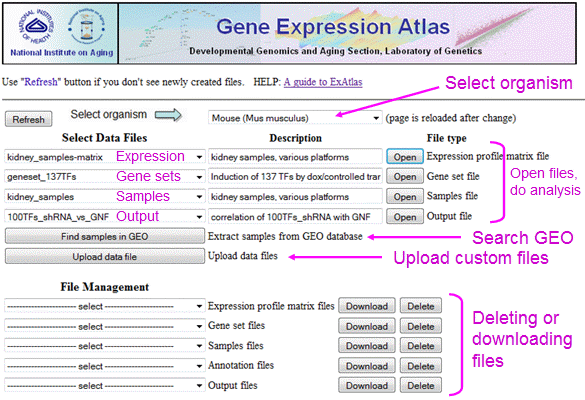 Gene Expression Atlas
National Institute on Aging
Developmental Genomics and Aging Section, Laboratory of Genetics
Use "Refresh" button if you don't see newly created files. HELP: A guide to ExAtlas
Select organism
Refresh Select organism Mouse (Mus musculus) (page is reloaded after change)
Select Data Files Description File type
kidney_samples-matrix Expression kidney samples, various platforms Open Expression profile matrix file
geneset_137TFs Gene sets Induction of 137 TFs by dox/controlled trar Open Gene set file
kidney_samples Samples kidney samples, various platforms Open Samples file
100TFs_shRNA_vs_GNF Output correlation of 100TFs_shRNA with GNF Open Output file
Open files,
do analysis
Find samples in GEO Extract samples from GEO database Search GEO
Upload data file Upload data files Upload custom files
File Management
------------------------ select ------------------------ Expression profile matrix files Download Delete
------------------------ select ------------------------ Gene set files Download Delete
------------------------ select ------------------------ Samples files Download Delete
------------------------ select ------------------------ Annotation files Download Delete
------------------------ select ------------------------ Output files Download Delete
Deleting or
downloading
files